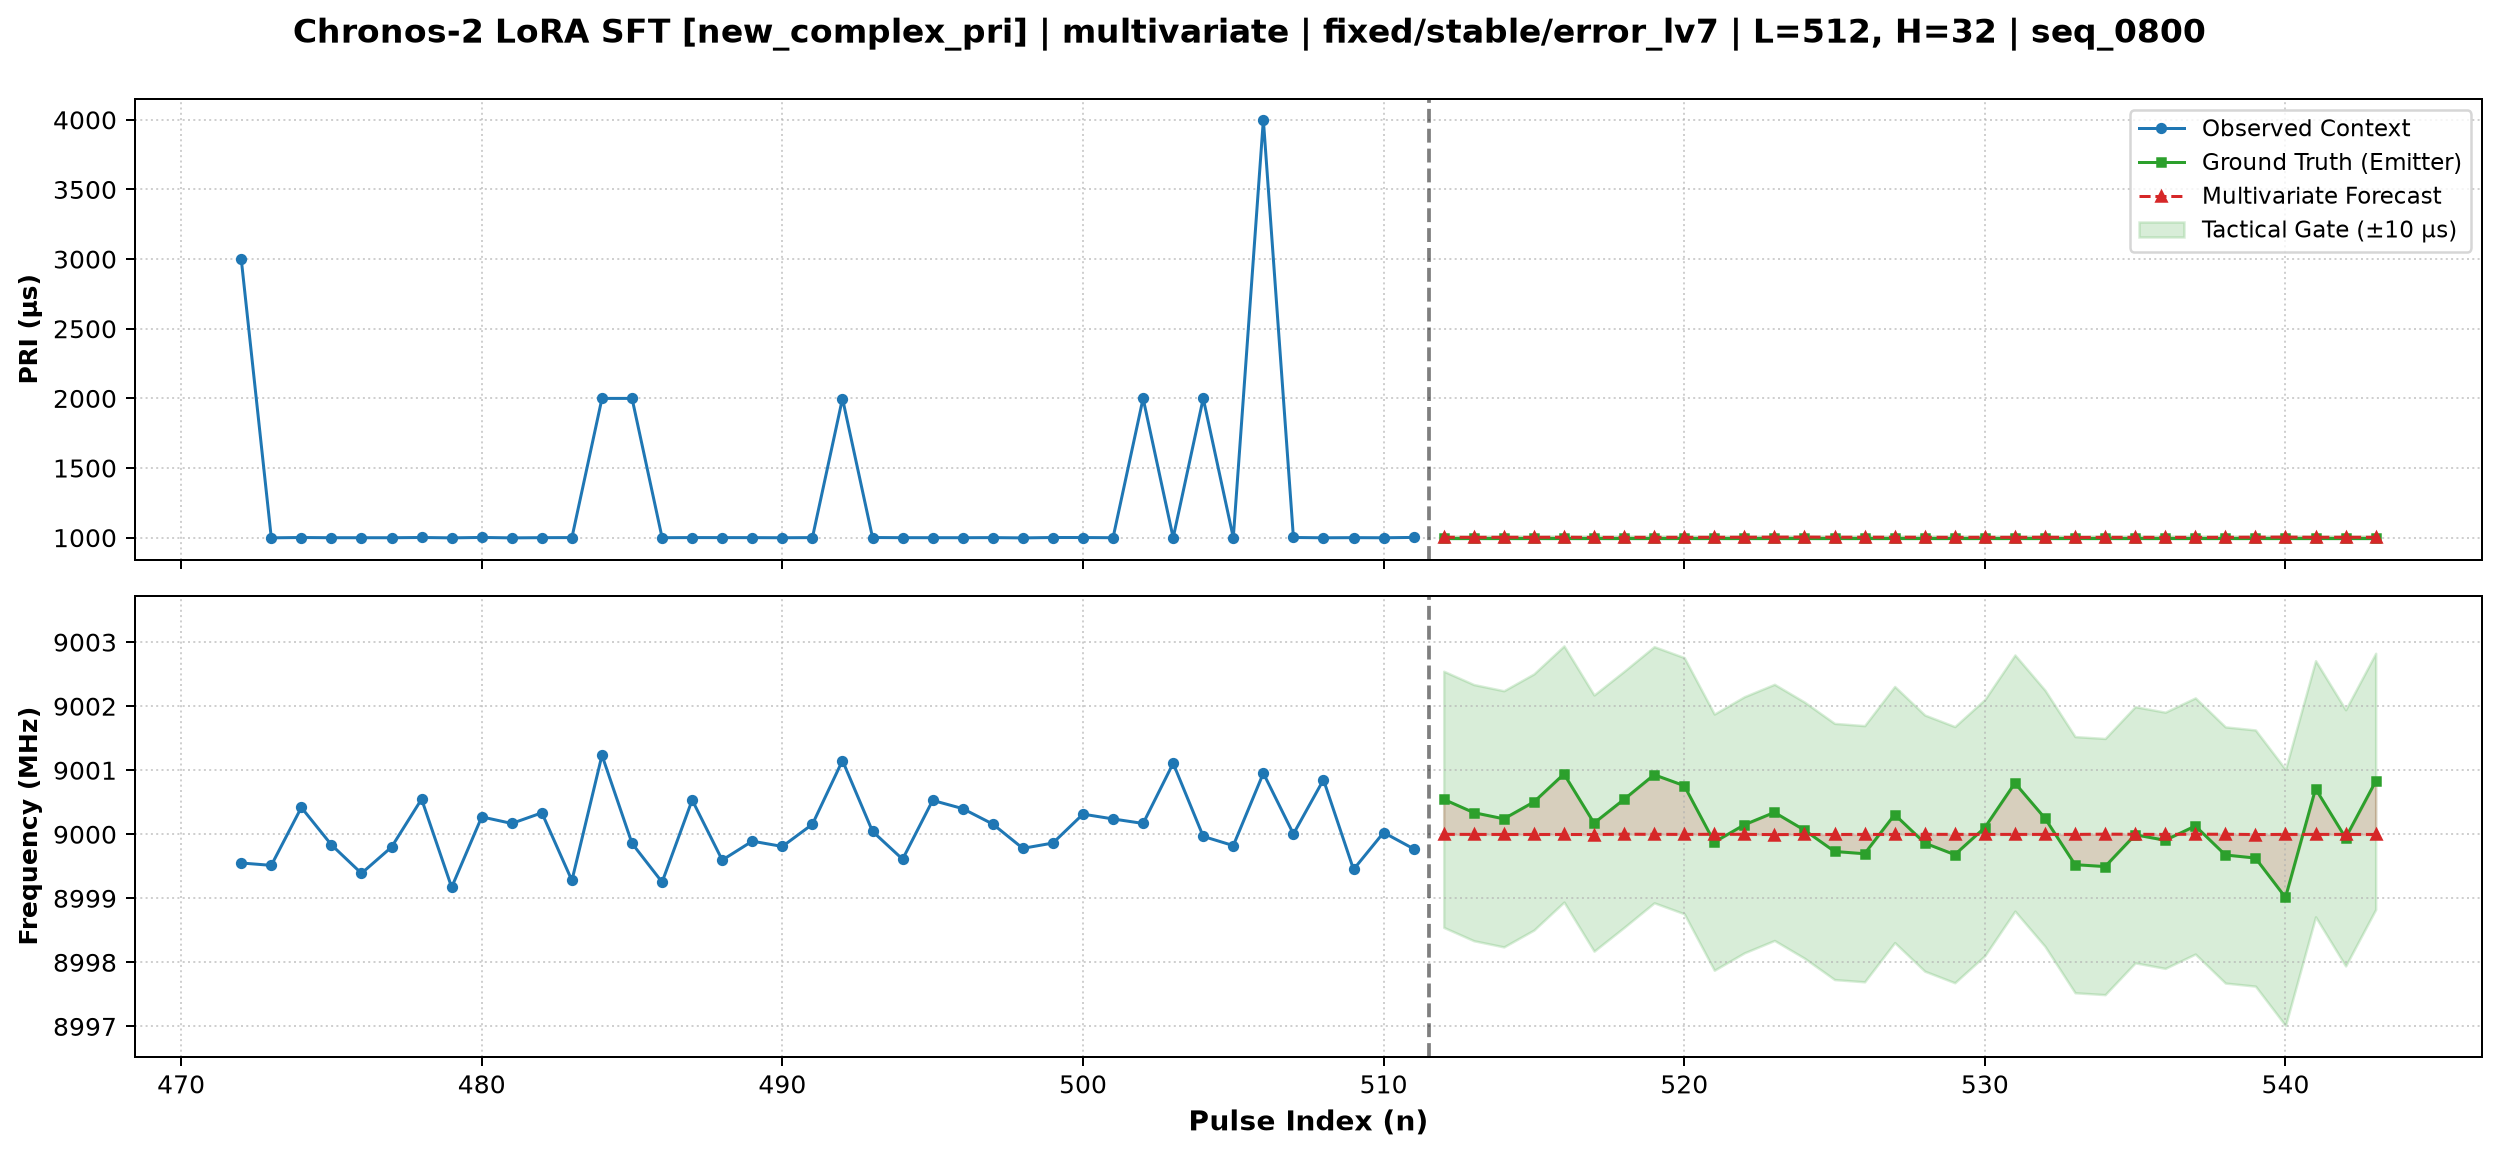 Chronos-2 LoRA SFT [new_complex_pri] | multivariate | fixed/stable/error_lv7 | L=512, H=32 | seq_0800
PRI (µs)
4000
3500
3000
2500
2000
1500
1000
Observed Context
Ground Truth (Emitter)
Multivariate Forecast
Tactical Gate (±10 µs)
Frequency (MHz)
9003
9002
9001
9000
8999
8998
8997
470 480 490 500 510 520 530 540
Pulse Index (n)